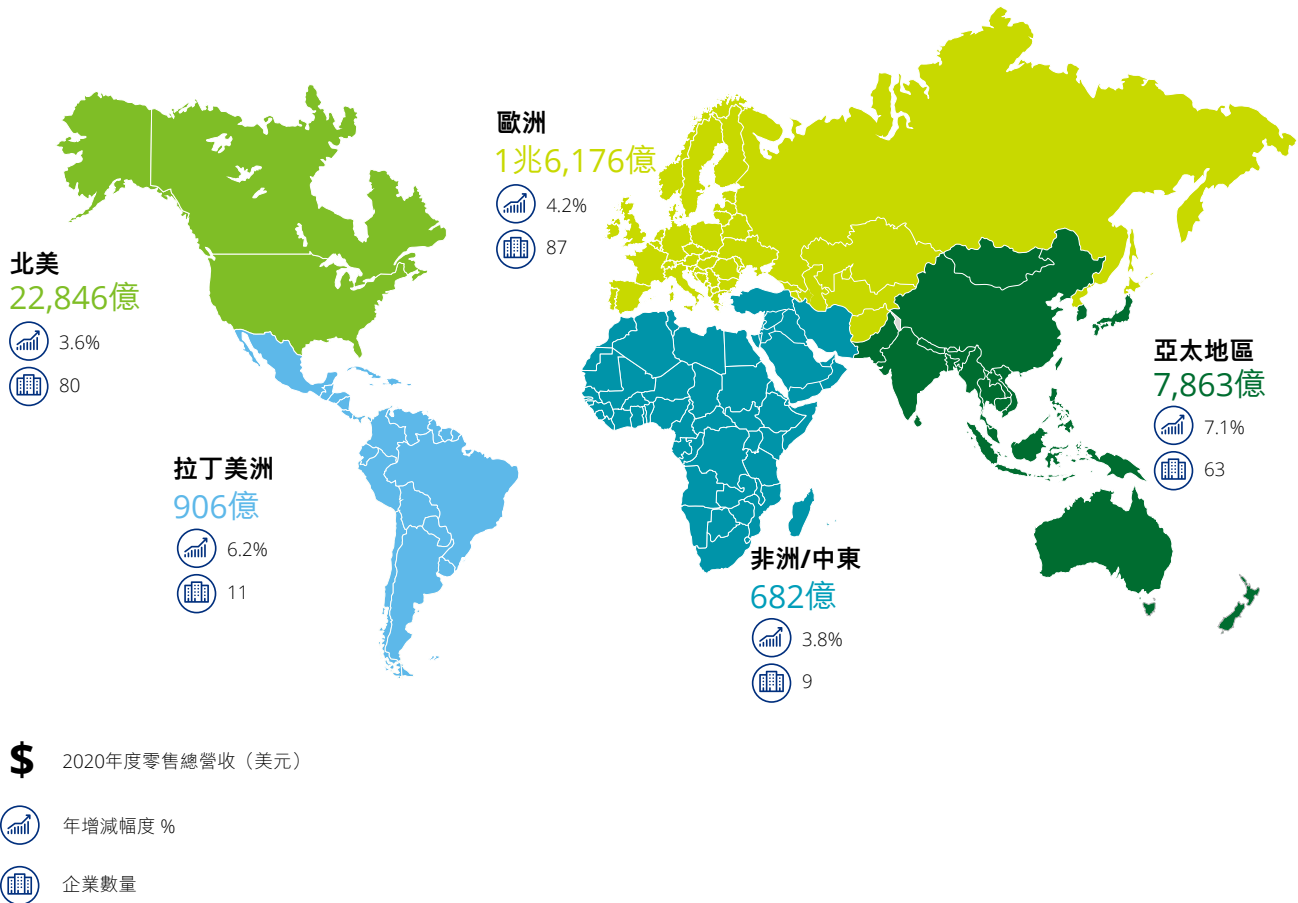 歐洲
1兆6,176億
4.2%
87
北美
22,846億
3.6%
80
亞太地區
7,863億
7.1%
63
拉丁美洲
906億
6.2%
11
非洲/中東
682億
3.8%
9
$ 2020年度零售總營收（美元）
年增減幅度 %
企業數量